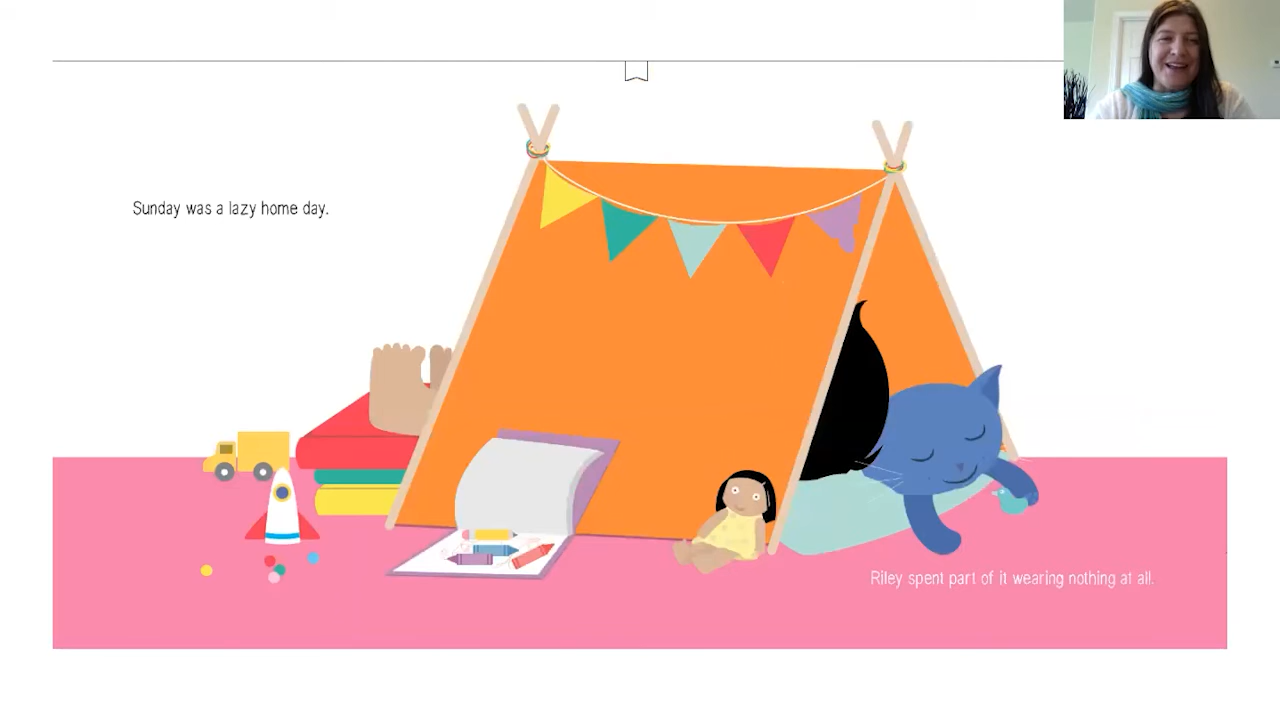 Sunday was a lazy home day.
Riley spent part of it wearing nothing at all.